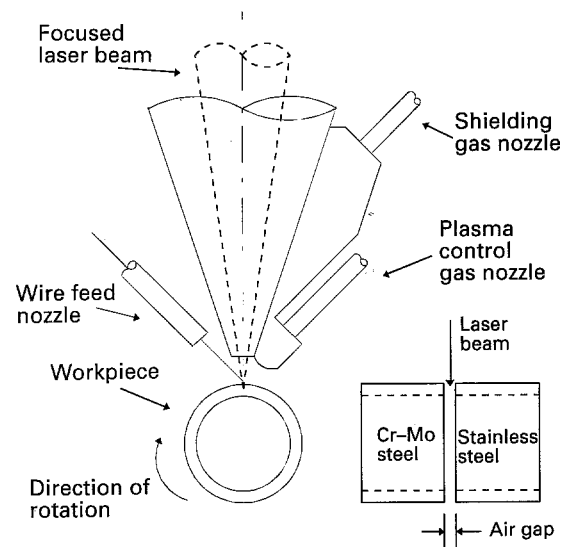 Focused
laser beam
Shielding
gas nozzle
Plasma
control
gas nozzle
Wire feed
nozzle
Laser
beam
Workpiece
Cr–Mo
steel
Stainless
steel
Direction of
rotation
Air gap